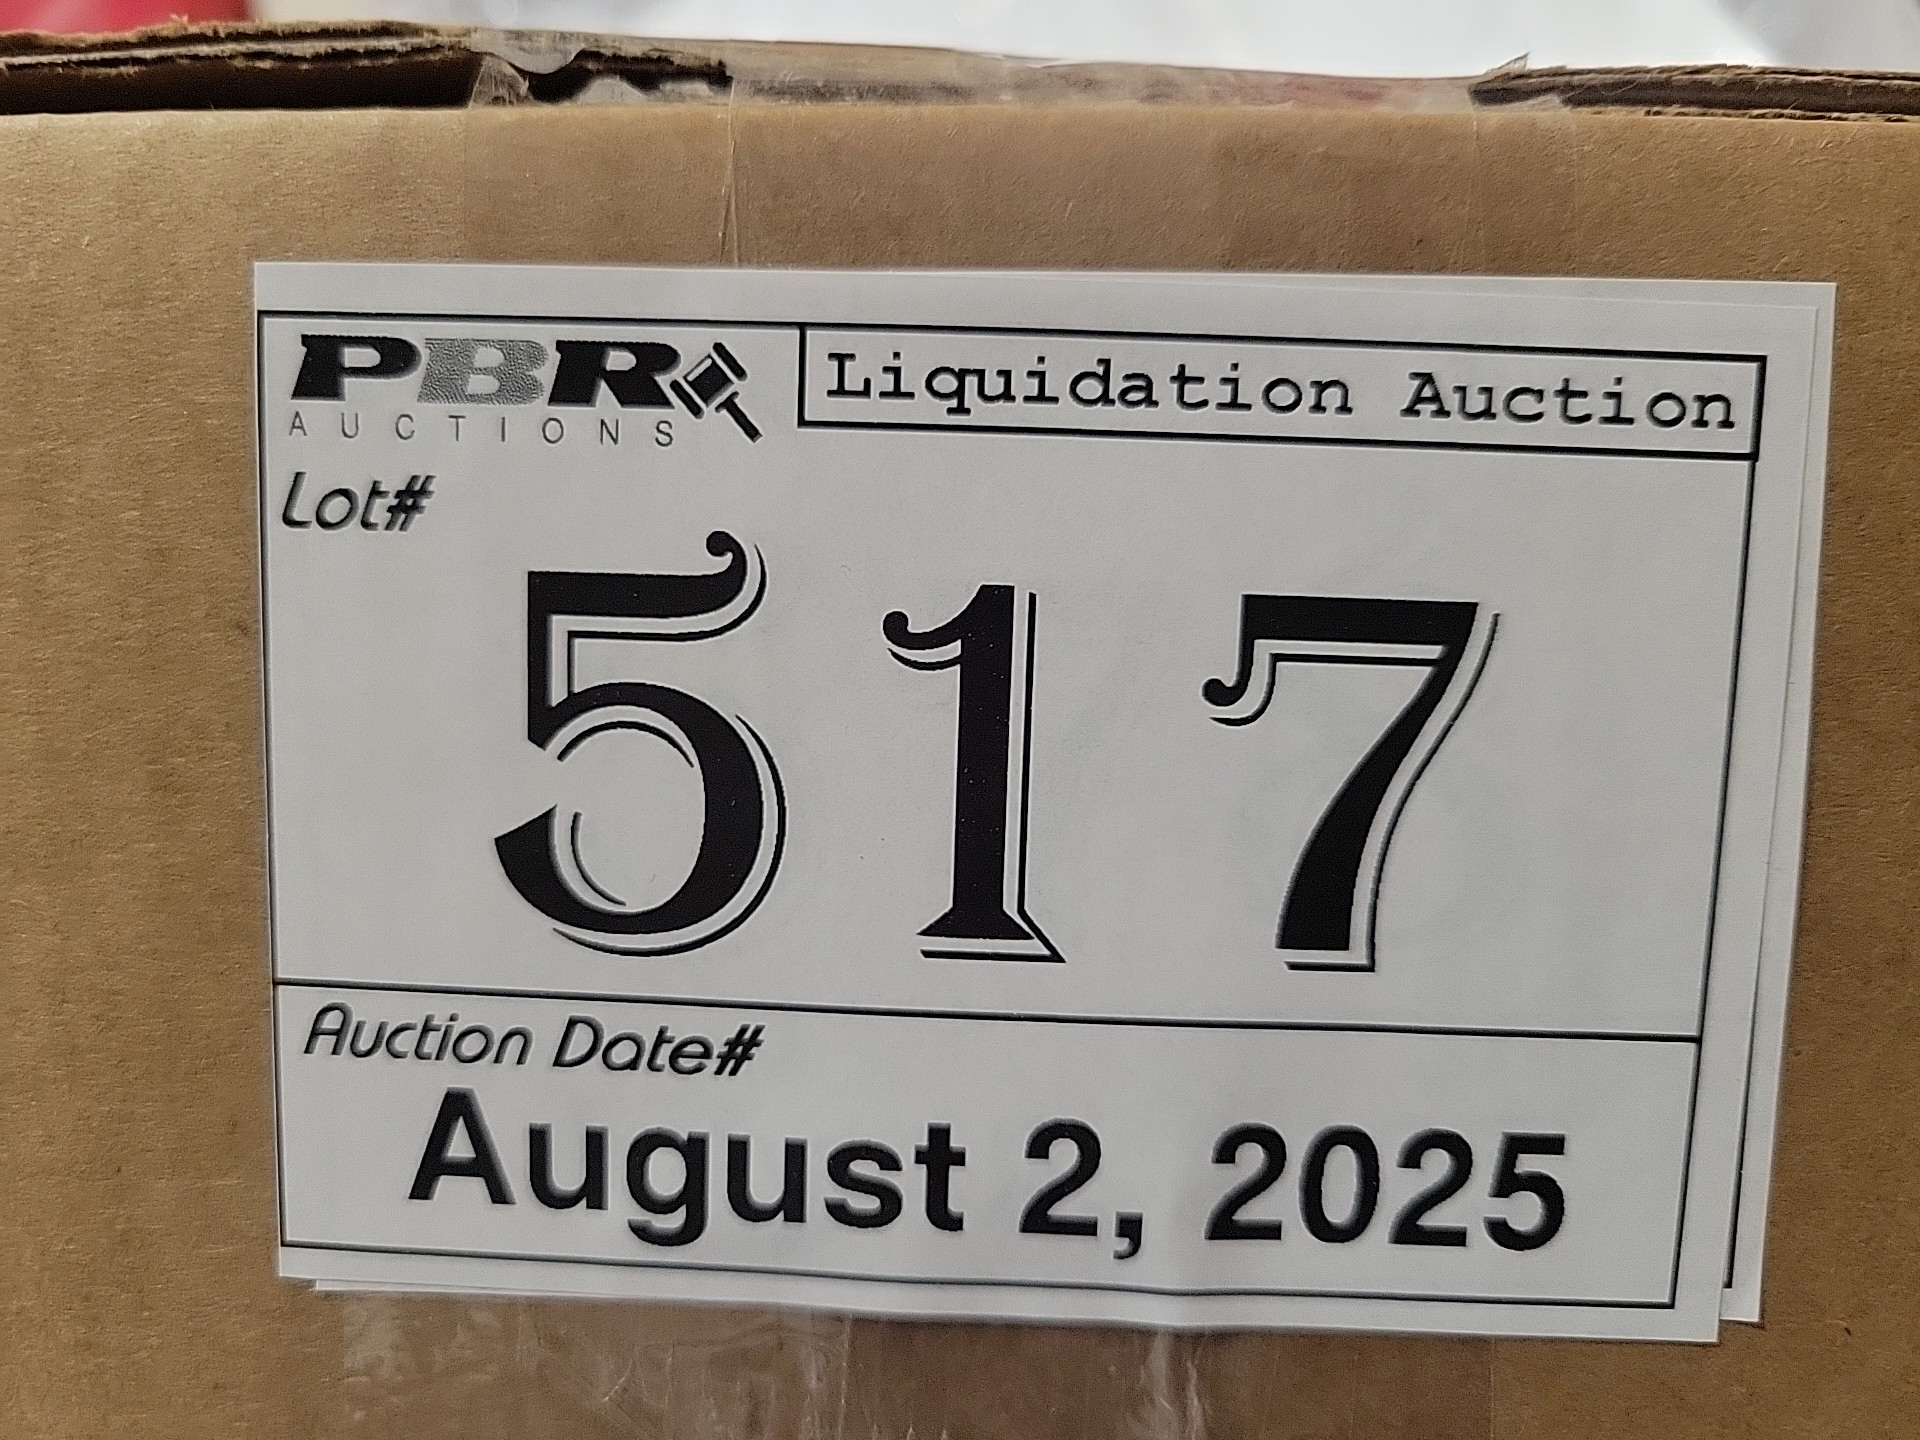 PBR
AUCTIONS
Liquidation Auction
Lot#
517
Auction Date#
August 2, 2025